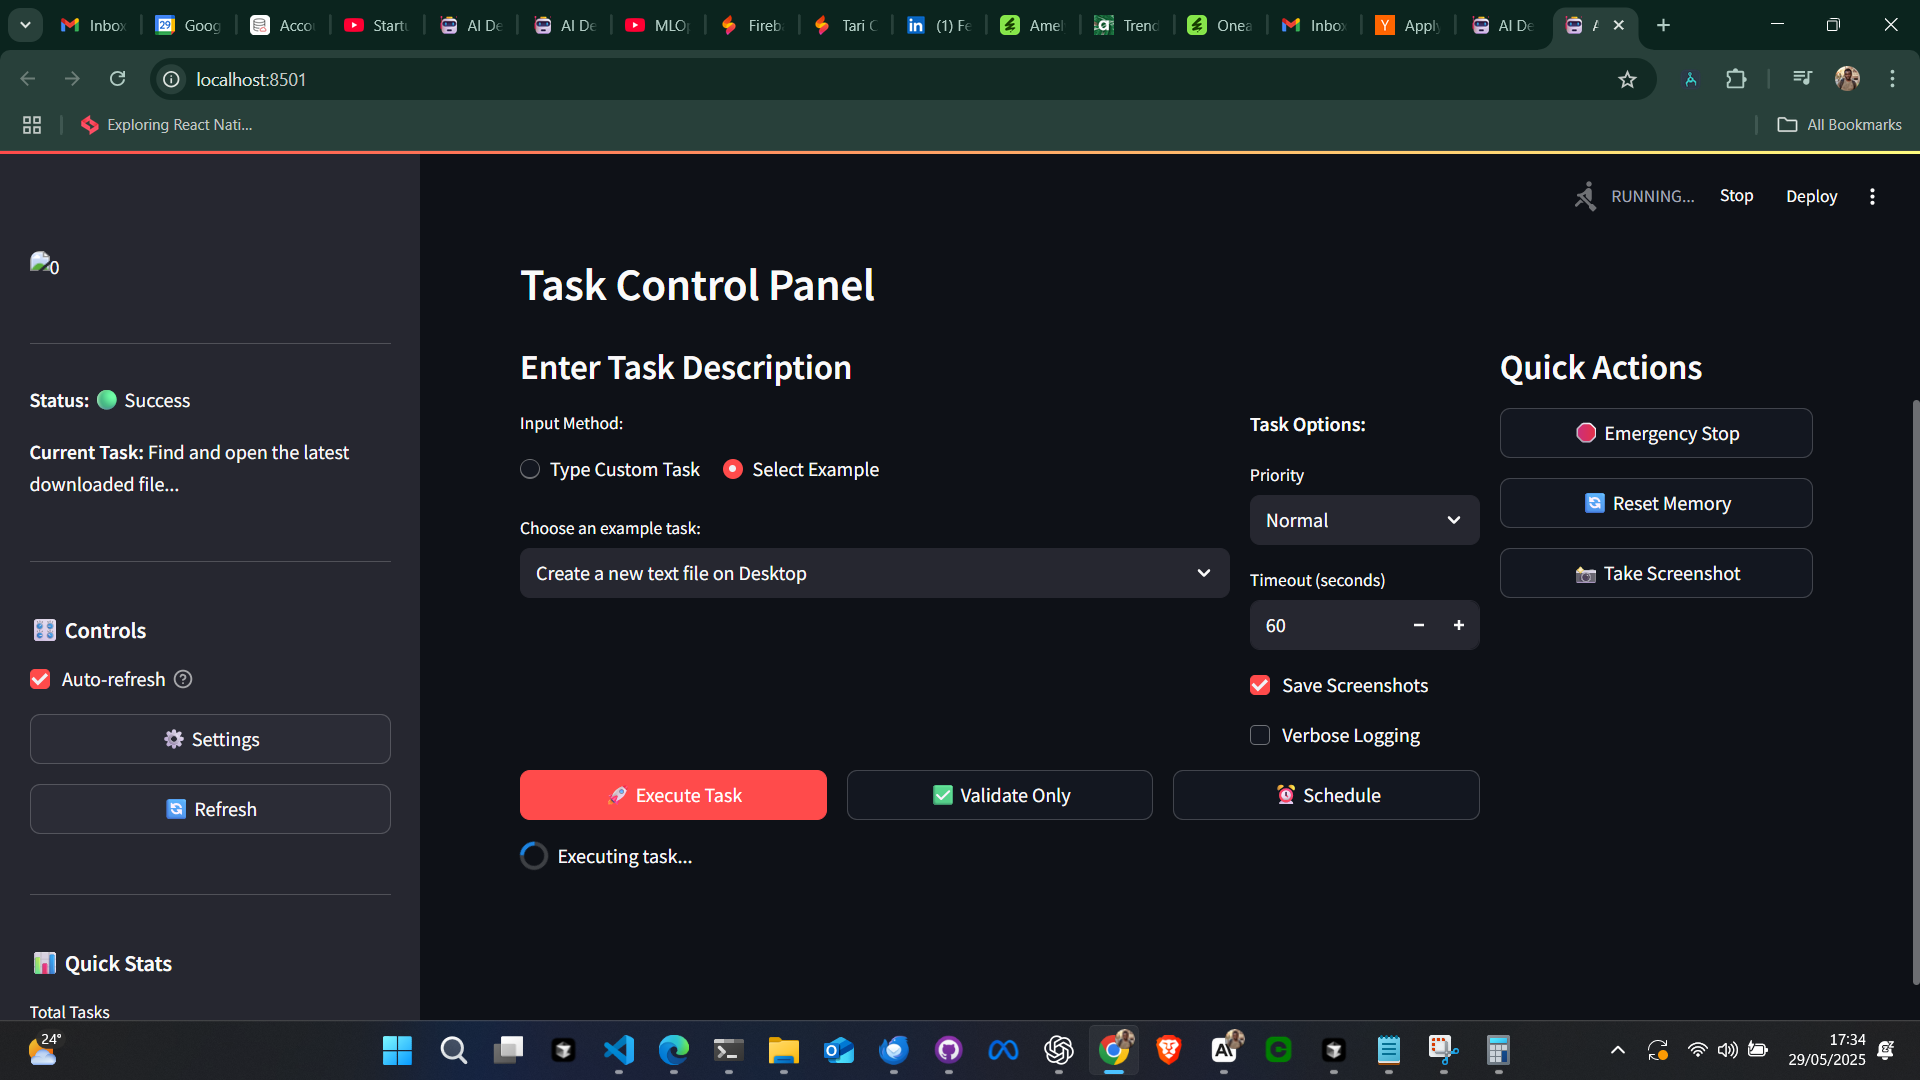 Inbox
Goog
Acco
Startu
AI De
AI De
MLOp
Fireba
Tari C
(1) Fe
Amel
Trend
Onea
Inbox
Apply
AI De
A
localhost:8501
Exploring React Nati...
All Bookmarks
RUNNING...
Stop
Deploy
0
Status: Success
Current Task: Find and open the latest
downloaded file...
Controls
Auto-refresh
Settings
Refresh
Quick Stats
Total Tasks
Task Control Panel
Enter Task Description
Input Method:
Type Custom Task
Select Example
Choose an example task:
Create a new text file on Desktop
Task Options:
Priority
Normal
Timeout (seconds)
60
Save Screenshots
Verbose Logging
Execute Task
Validate Only
Schedule
Executing task...
Quick Actions
Emergency Stop
Reset Memory
Take Screenshot
24°
17:34
29/05/2025